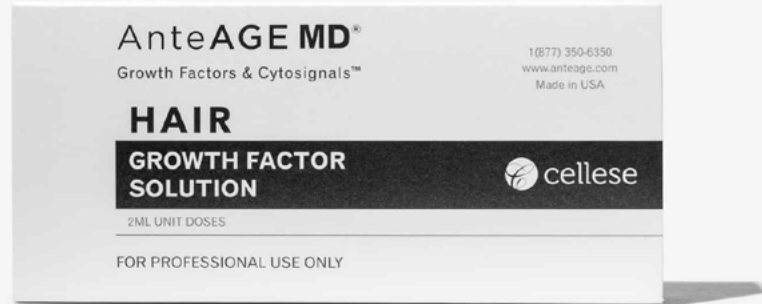 AnteAGE MD®
Growth Factors & Cytosignals™
1(877) 350-6350
www.anteage.com
Made in USA
HAIR
GROWTH FACTOR
SOLUTION
cellese
2ML UNIT DOSES
FOR PROFESSIONAL USE ONLY